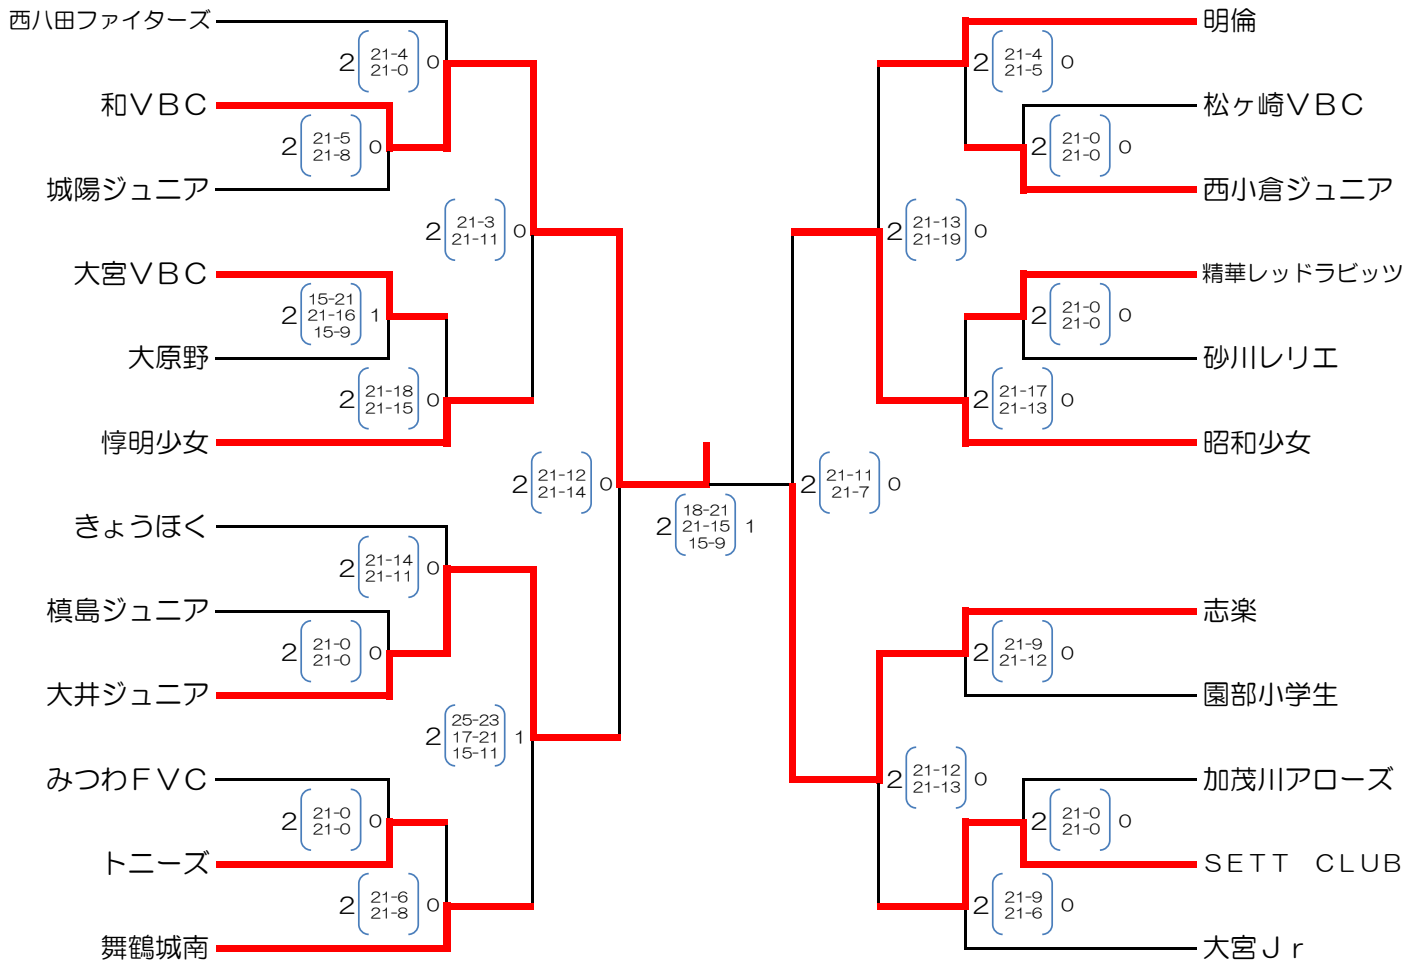 西八田ファイターズ
2 21-4 0
21-0
和ＶＢＣ
2 21-5 0
21-8
城陽ジュニア
2 21-3 0
21-11
大宮ＶＢＣ
15-21
2 21-16 1
15-9
大原野
2 21-18 0
21-15
惇明少女
2 21-12 0
21-14
きょうほく
2 21-14 0
21-11
槙島ジュニア
2 21-0 0
21-0
大井ジュニア
25-23
2 17-21 1
15-11
みつわＦＶＣ
2 21-0 0
21-0
トニーズ
2 21-6 0
21-8
舞鶴城南
18-21
2 21-15 1
15-9
明倫
2 21-4 0
21-5
松ヶ崎ＶＢＣ
2 21-0 0
21-0
西小倉ジュニア
2 21-13 0
21-19
精華レッドラビッツ
2 21-0 0
21-0
砂川レリエ
2 21-17 0
21-13
昭和少女
2 21-11 0
21-7
志楽
2 21-9 0
21-12
園部小学生
2 21-12 0
21-13
加茂川アローズ
2 21-0 0
21-0
ＳＥＴＴ　ＣＬＵＢ
2 21-9 0
21-6
大宮Ｊｒ